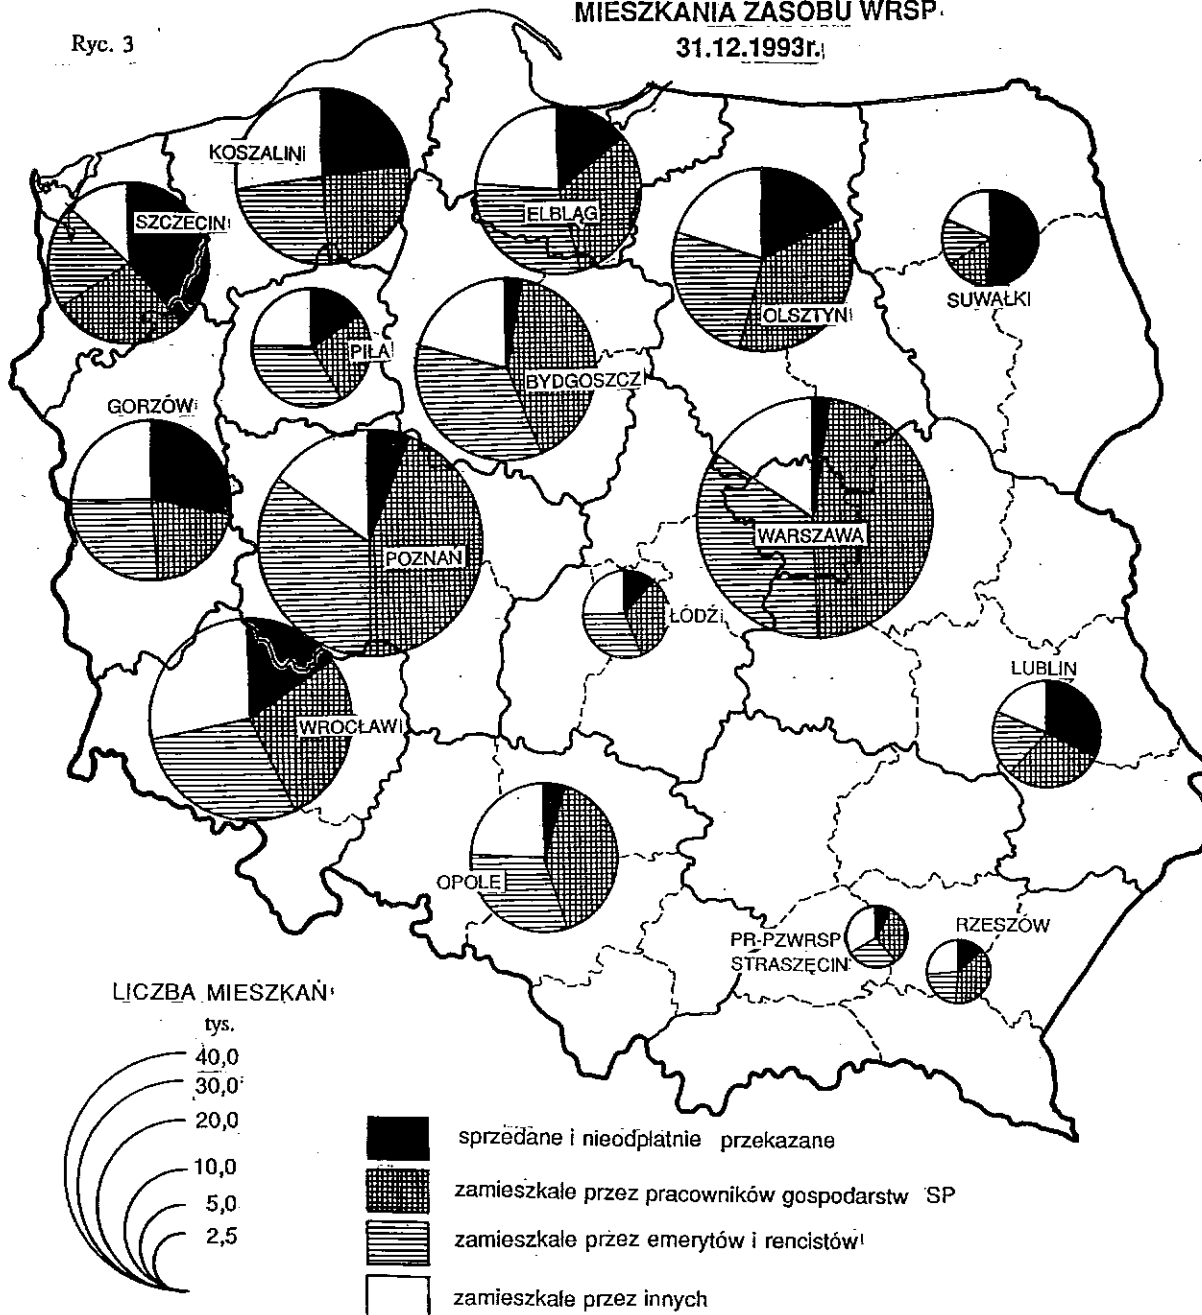 Ryc. 3
MIESZKANIA ZASOBU WRSP
31.12.1993r.
KOSZALIN
ELBLĄG
SZCZECIN
SUWAŁKI
OLSZTYN
PIŁA
BYDGOSZCZ
GORZÓW
POZNAŃ
WARSZAWA
ŁÓDŹ
LUBLIN
WROCŁAW
OPOLE
RZESZÓW
PR-PZWRSP
STRASZĘCIN
LICZBA MIESZKAŃ
tys.
40,0
30,0
20,0
10,0
5,0
2,5
sprzedane i nieodpłatnie przekazane
zamieszkałe przez pracowników gospodarstw SP
zamieszkałe przez emerytów i rencistów
zamieszkałe przez innych